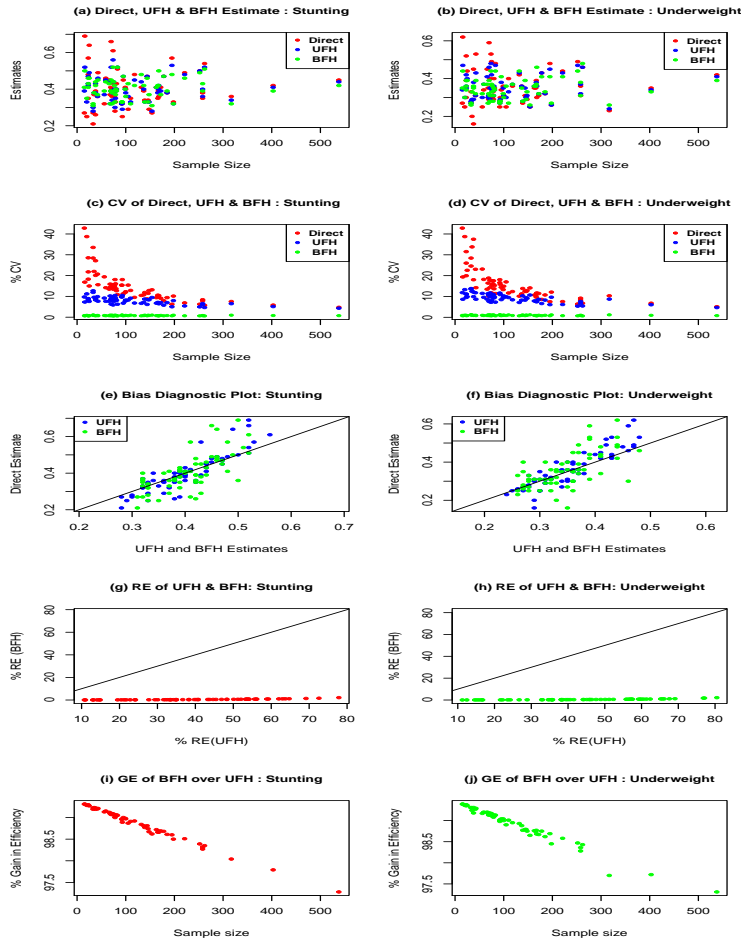 (a) Direct, UFH & BFH Estimate : Stunting
Estimates
0.2 0.4 0.6
0 100 200 300 400 500
Sample Size
Direct
UFH
BFH
(b) Direct, UFH & BFH Estimate : Underweight
Estimates
0.2 0.4 0.6
0 100 200 300 400 500
Sample Size
Direct
UFH
BFH
(c) CV of Direct, UFH & BFH : Stunting
% CV
0 10 20 30 40
0 100 200 300 400 500
Sample Size
Direct
UFH
BFH
(d) CV of Direct, UFH & BFH : Underweight
% CV
0 10 20 30 40
0 100 200 300 400 500
Sample Size
Direct
UFH
BFH
(e) Bias Diagnostic Plot: Stunting
Direct Estimate
0.2 0.4 0.6
0.2 0.3 0.4 0.5 0.6 0.7
UFH and BFH Estimates
UFH
BFH
(f) Bias Diagnostic Plot: Underweight
Direct Estimate
0.2 0.4 0.6
0.2 0.3 0.4 0.5 0.6
UFH and BFH Estimates
UFH
BFH
(g) RE of UFH & BFH: Stunting
% RE (BFH)
0 20 40 60 80
10 20 30 40 50 60 70 80
% RE(UFH)
(h) RE of UFH & BFH: Underweight
% RE (BFH)
0 20 40 60 80
10 20 30 40 50 60 70 80
% RE(UFH)
(i) GE of BFH over UFH : Stunting
% Gain in Efficiency
97.5 98.5
0 100 200 300 400 500
Sample size
(j) GE of BFH over UFH : Underweight
% Gain in Efficiency
97.5 98.5
0 100 200 300 400 500
Sample size